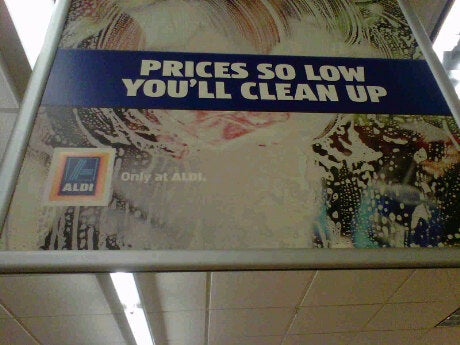 PRICES SO LOW
YOU'LL CLEAN UP
ALDI
Only at ALDI.